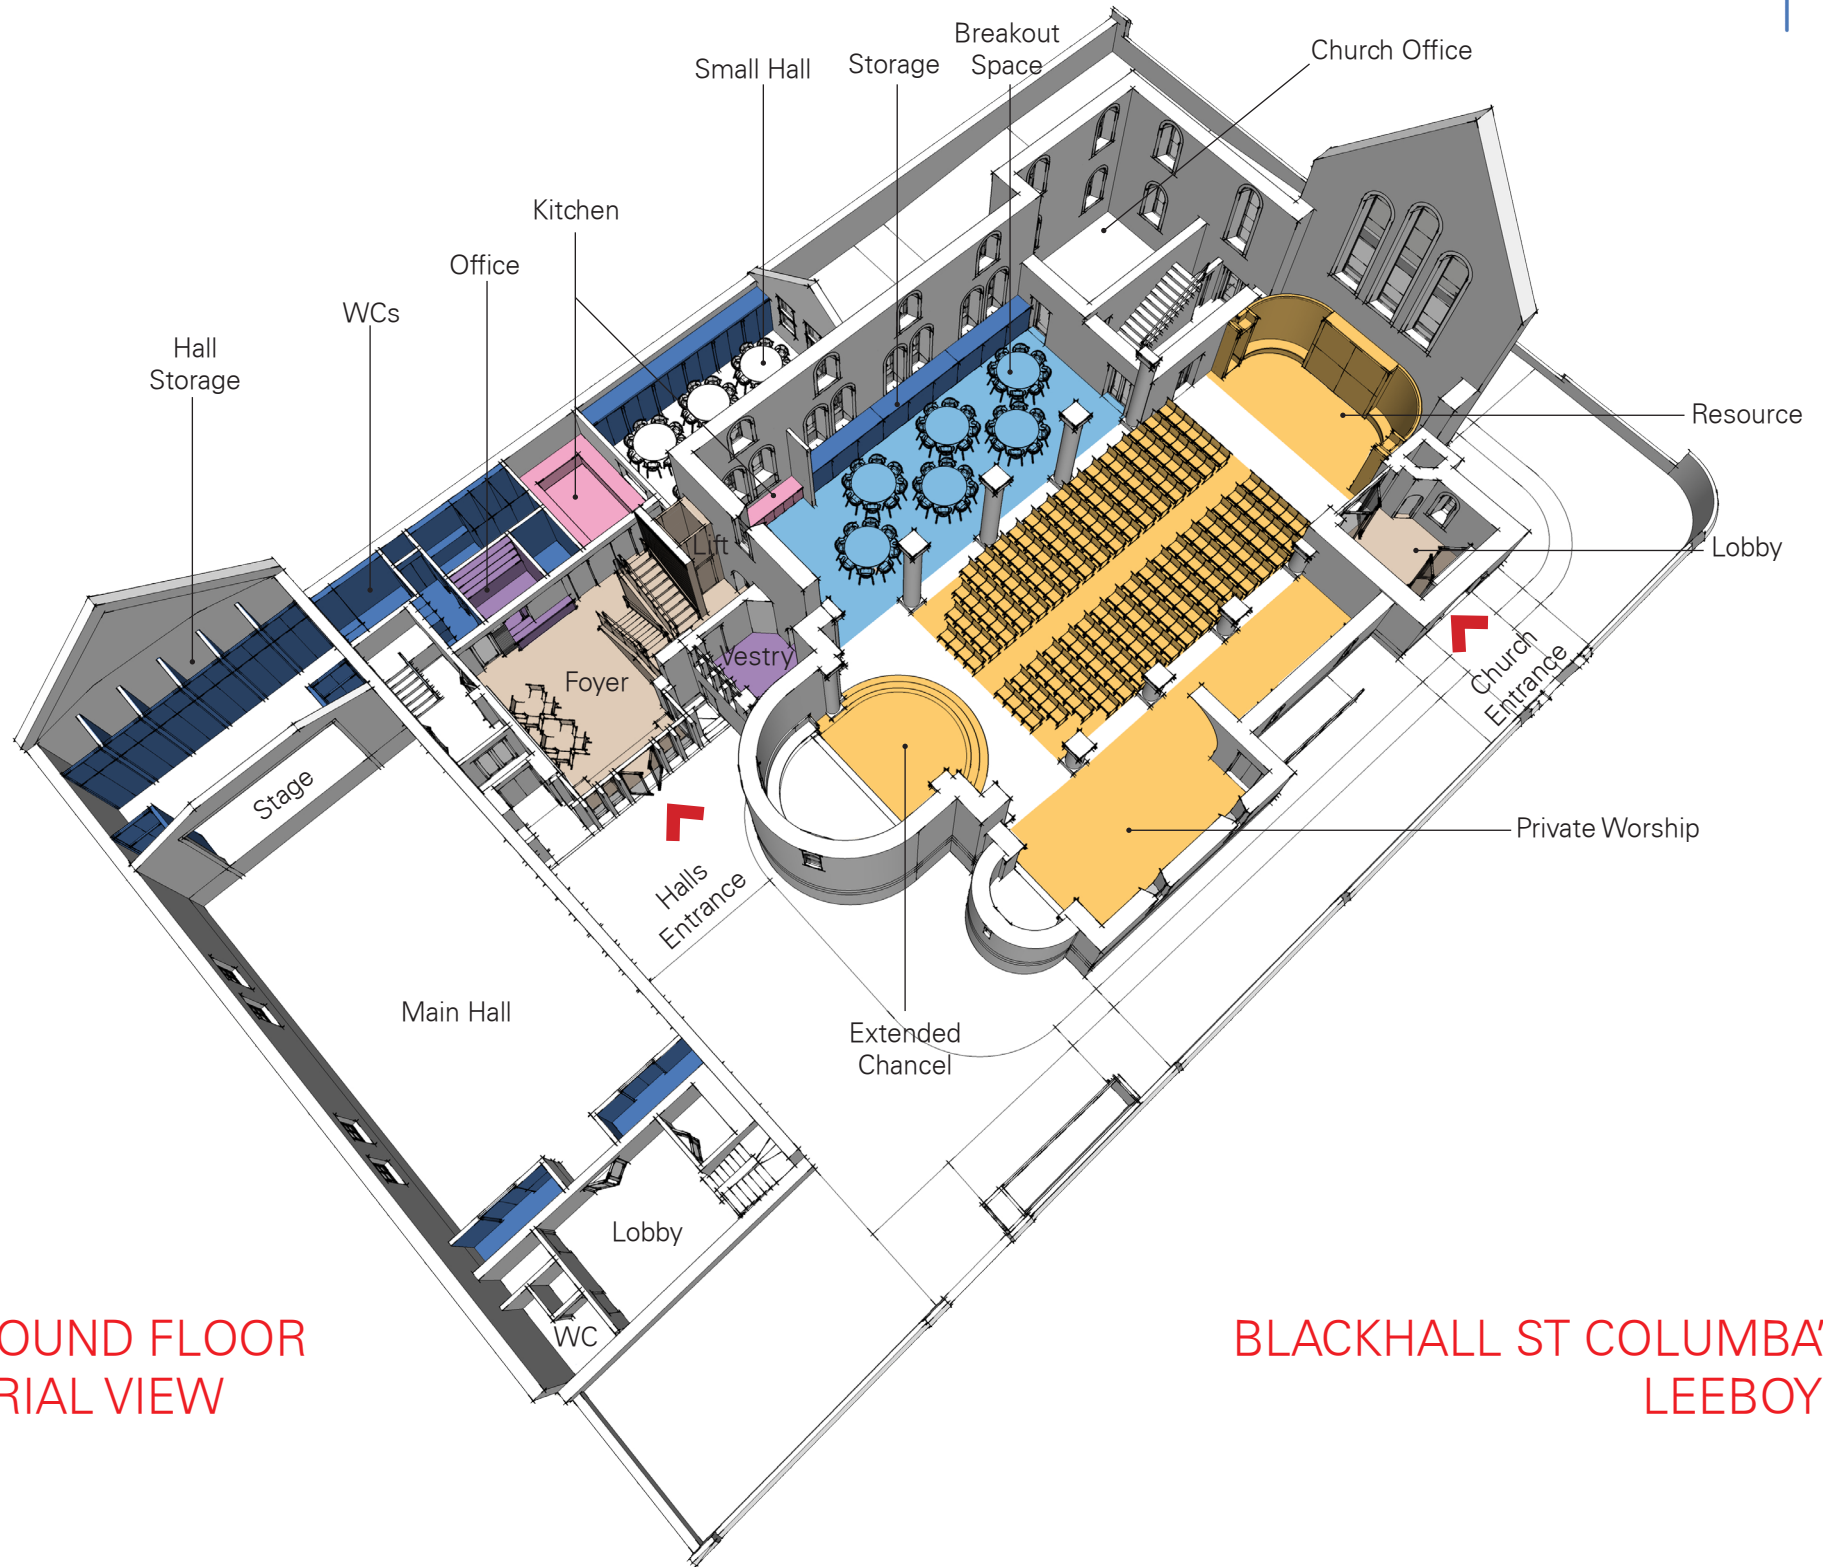 Breakout
Space
Church Office
Storage
Small Hall
Kitchen
Office
WCs
Hall
Storage
Resource
Lift
Lobby
Vestry
Foyer
Church
Entrance
Stage
Private Worship
Halls
Entrance
Main Hall
Extended
Chancel
Lobby
WC
OUND FLOOR
RIAL VIEW
BLACKHALL ST COLUMBA'
LEEBOY